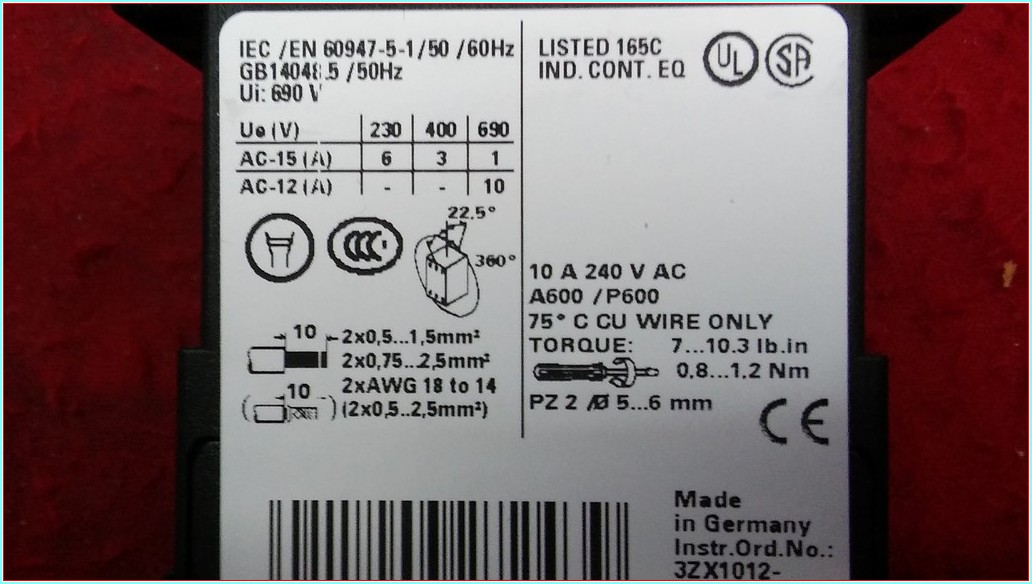 IEC /EN 60947-5-1/50 /60Hz
GB14048.5 /50Hz
Ui: 690 V
Ue (V) 230 400 690
AC-15 (A) 6 3 1
AC-12 (A) - - 10
22.5°
360°
10 2x0,5...1,5mm²
2x0,75...2,5mm²
2xAWG 18 to 14
10
(2x0,5..2,5mm²)
LISTED 165C
IND. CONT. EQ
UL
SA
10 A 240 V AC
A600 /P600
75° C CU WIRE ONLY
TORQUE: 7...10.3 lb.in
0,8...1,2 Nm
PZ 2 /Ø 5...6 mm
CE
Made
in Germany
Instr.Ord.No.:
3ZX1012-